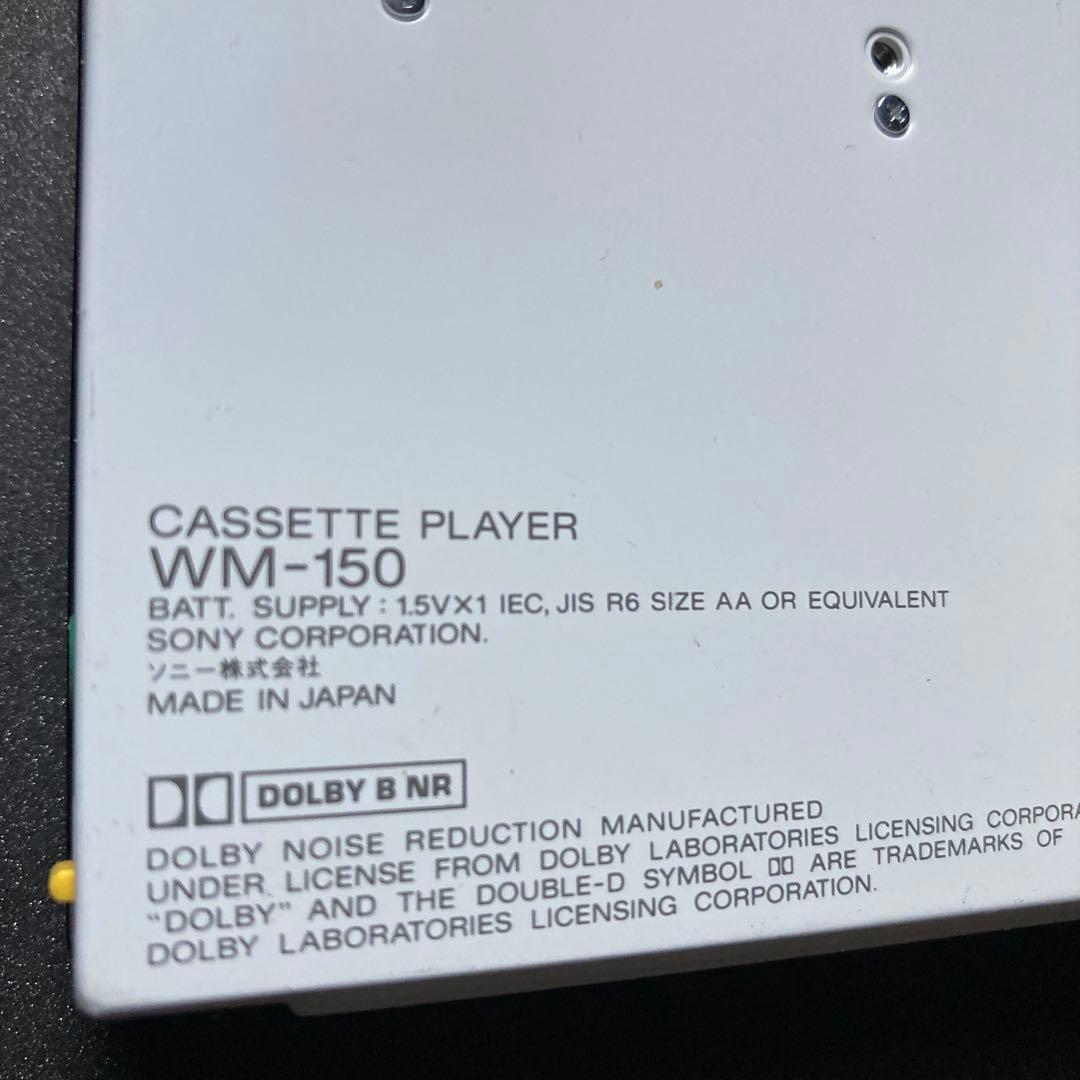 CASSETTE PLAYER
WM-150
BATT. SUPPLY : 1.5VX1 IEC, JIS R6 SIZE AA OR EQUIVALENT
SONY CORPORATION.
ソニー株式会社
MADE IN JAPAN
DOLBY B NR
DOLBY NOISE REDUCTION MANUFACTURED
UNDER LICENSE FROM DOLBY LABORATORIES LICENSING CORPORA
"DOLBY" AND THE DOUBLE-D SYMBOL ARE TRADEMARKS OF
DOLBY LABORATORIES LICENSING CORPORATION.